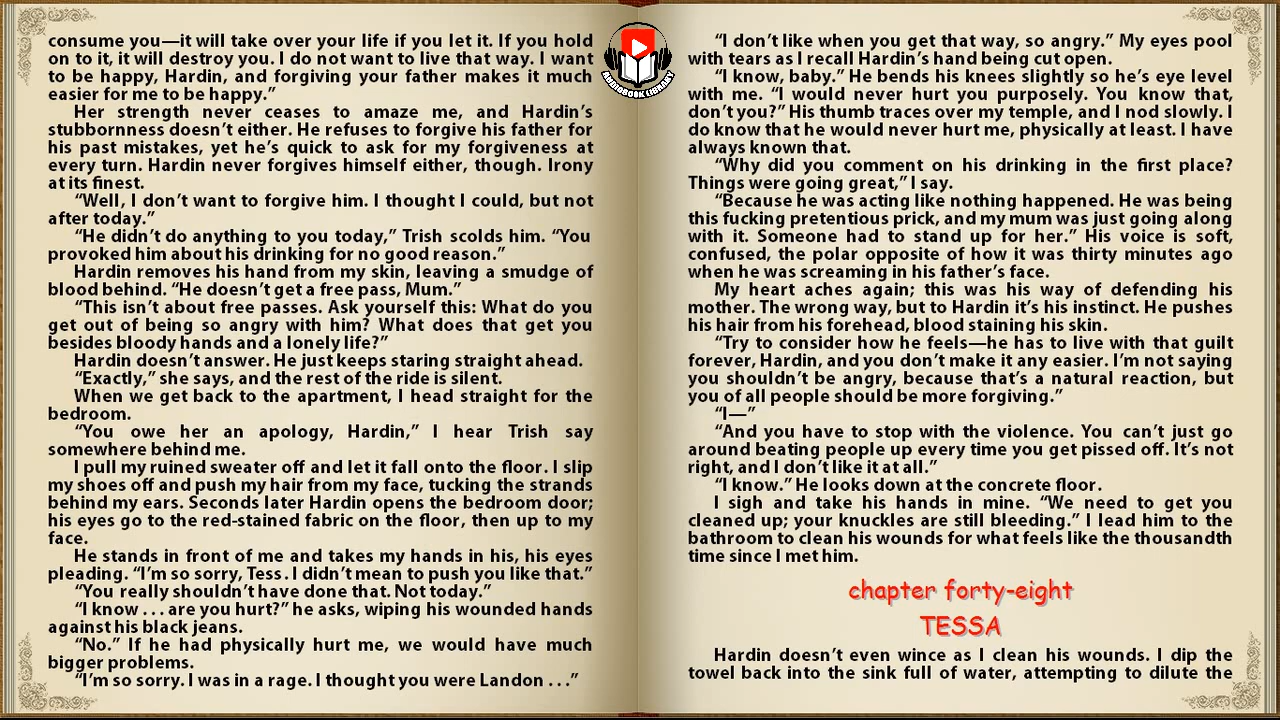 consume you—it will take over your life if you let it. If you hold
on to it, it will destroy you. I do not want to live that way. I want
to be happy, Hardin, and forgiving your father makes it much
easier for me to be happy.”
Her strength never ceases to amaze me, and Hardin’s
stubbornness doesn’t either. He refuses to forgive his father for
his past mistakes, yet he’s quick to ask for my forgiveness at
every turn. Hardin never forgives himself either, though. Irony
at its finest.
“Well, I don’t want to forgive him. I thought I could, but not
after today.”
“He didn’t do anything to you today,” Trish scolds him. “You
provoked him about his drinking for no good reason.”
Hardin removes his hand from my skin, leaving a smudge of
blood behind. “He doesn’t get a free pass, Mum.”
“This isn’t about free passes. Ask yourself this: What do you
get out of being so angry with him? What does that get you
besides bloody hands and a lonely life?”
Hardin doesn’t answer. He just keeps staring straight ahead.
“Exactly,” she says, and the rest of the ride is silent.
When we get back to the apartment, I head straight for the
bedroom.
“You owe her an apology, Hardin,” I hear Trish say
somewhere behind me.
I pull my ruined sweater off and let it fall onto the floor. I slip
my shoes off and push my hair from my face, tucking the strands
behind my ears. Seconds later Hardin opens the bedroom door;
his eyes go to the red-stained fabric on the floor, then up to my
face.
He stands in front of me and takes my hands in his, his eyes
pleading. “I’m so sorry, Tess. I didn’t mean to push you like that.”
“You really shouldn’t have done that. Not today.”
“I know . . . are you hurt?” he asks, wiping his wounded hands
against his black jeans.
“No.” If he had physically hurt me, we would have much
bigger problems.
“I’m so sorry. I was in a rage. I thought you were Landon . . .”
AUDIOBOOK LIBRARY
“I don’t like when you get that way, so angry.” My eyes pool
with tears as I recall Hardin’s hand being cut open.
“I know, baby.” He bends his knees slightly so he’s eye level
with me. “I would never hurt you purposely. You know that,
don’t you?” His thumb traces over my temple, and I nod slowly. I
do know that he would never hurt me, physically at least. I have
always known that.
“Why did you comment on his drinking in the first place?
Things were going great,” I say.
“Because he was acting like nothing happened. He was being
this fucking pretentious prick, and my mum was just going along
with it. Someone had to stand up for her.” His voice is soft,
confused, the polar opposite of how it was thirty minutes ago
when he was screaming in his father’s face.
My heart aches again; this was his way of defending his
mother. The wrong way, but to Hardin it’s his instinct. He pushes
his hair from his forehead, blood staining his skin.
“Try to consider how he feels—he has to live with that guilt
forever, Hardin, and you don’t make it any easier. I’m not saying
you shouldn’t be angry, because that’s a natural reaction, but
you of all people should be more forgiving.”
“I—”
“And you have to stop with the violence. You can’t just go
around beating people up every time you get pissed off. It’s not
right, and I don’t like it at all.”
“I know.” He looks down at the concrete floor.
I sigh and take his hands in mine. “We need to get you
cleaned up; your knuckles are still bleeding.” I lead him to the
bathroom to clean his wounds for what feels like the thousandth
time since I met him.
chapter forty-eight
TESSA
Hardin doesn’t even wince as I clean his wounds. I dip the
towel back into the sink full of water, attempting to dilute the